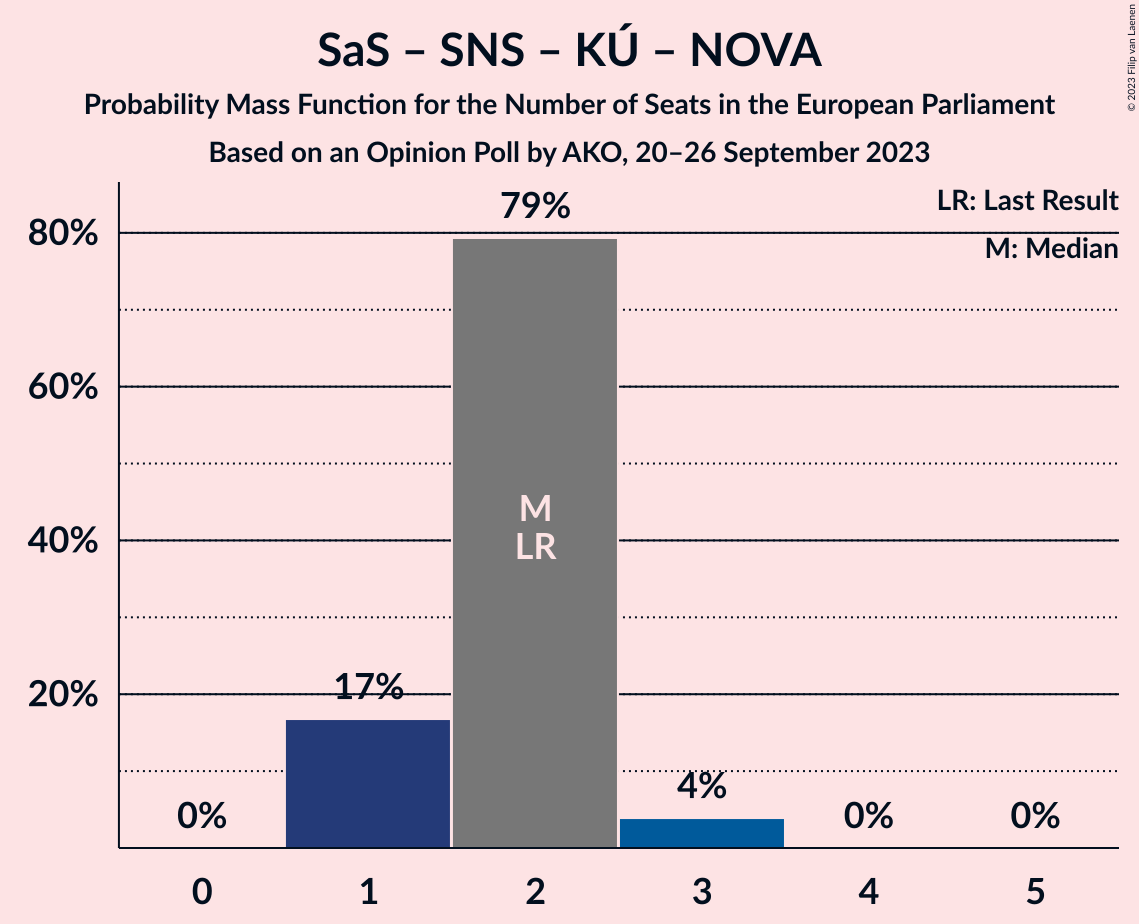 SaS – SNS – KÚ – NOVA
Probability Mass Function for the Number of Seats in the European Parliament
Based on an Opinion Poll by AKO, 20–26 September 2023
© 2023 Filip van Laenen
LR: Last Result
M: Median
80%
60%
40%
20%
0%
17%
79%
M
LR
4%
0%
0%
0
1
2
3
4
5